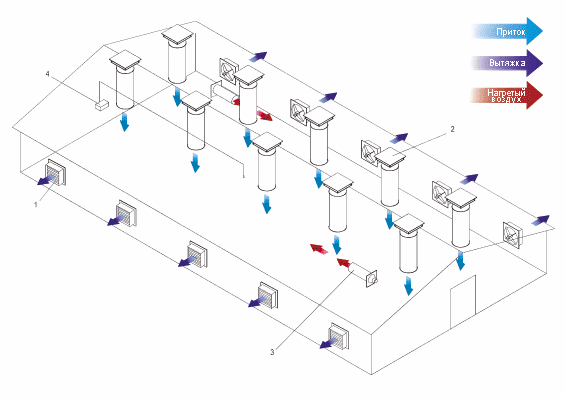 Приток
Вытяжка
Нагретый
воздух
4
2
1
3